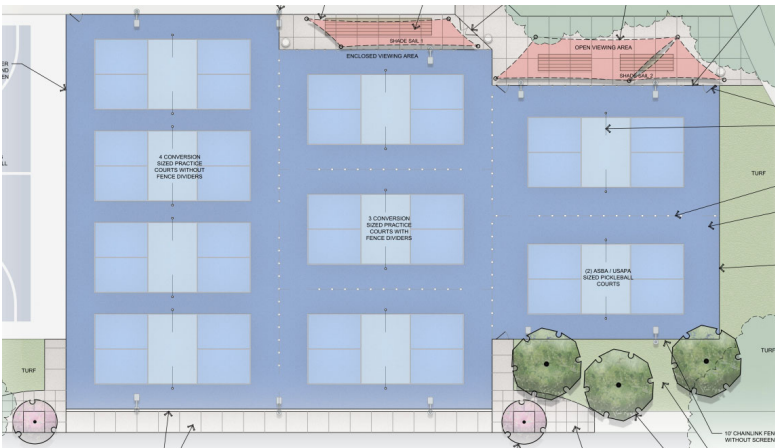 SHADE SAIL 1
ENCLOSED VIEWING AREA
OPEN VIEWING AREA
SHADE SAIL 2
4 CONVERSION
SIZED PRACTICE
COURTS WITHOUT
FENCE DIVIDERS
3 CONVERSION
SIZED PRACTICE
COURTS WITH
FENCE DIVIDERS
(2) ASBA / USAPA
SIZED PICKLEBALL
COURTS
TURF
TURF
TURF
10' CHAINLINK FEN
WITHOUT SCREEN